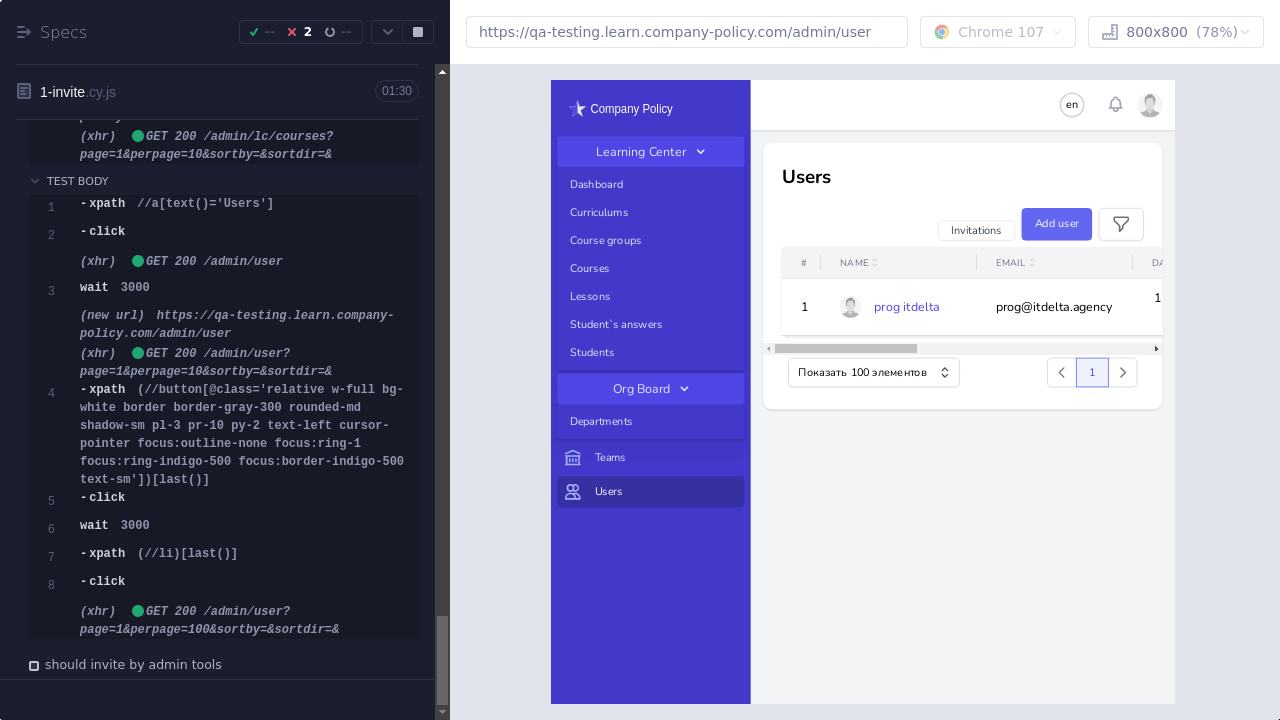 Specs
--
2
--
1-invite.cy.js
01:30
(xhr) GET 200 /admin/lc/courses?
page=1&perpage=10&sortby=&sortdir=&
TEST BODY
1 -xpath //a[text()='Users']
2 -click
(xhr) GET 200 /admin/user
3 wait 3000
(new url) https://qa-testing.learn.company-
policy.com/admin/user
(xhr) GET 200 /admin/user?
page=1&perpage=10&sortby=&sortdir=&
4 -xpath (//button[@class='relative w-full bg-
white border border-gray-300 rounded-md
shadow-sm pl-3 pr-10 py-2 text-left cursor-
pointer focus:outline-none focus:ring-1
focus:ring-indigo-500 focus:border-indigo-500
text-sm'])[last()]
5 -click
6 wait 3000
7 -xpath (//li)[last()]
8 -click
(xhr) GET 200 /admin/user?
page=1&perpage=100&sortby=&sortdir=&
should invite by admin tools
https://qa-testing.learn.company-policy.com/admin/user
Chrome 107
800x800 (78%)
Company Policy
Learning Center
Dashboard
Curriculums
Course groups
Courses
Lessons
Student`s answers
Students
Org Board
Departments
Teams
Users
en
Users
Invitations
Add user
# NAME EMAIL DA
1 prog itdelta prog@itdelta.agency 1
Показать 100 элементов
1